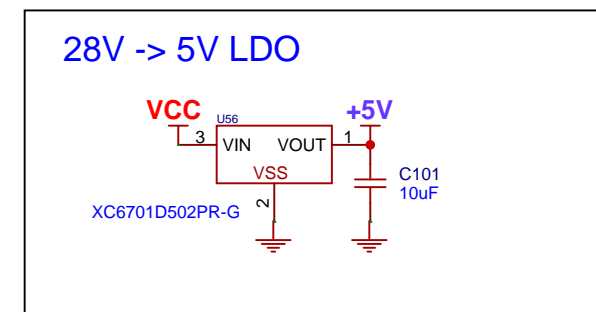 28V -> 5V LDO
VCC
+5V
U56
3
VIN
VOUT
1
VSS
2
C101
10uF
XC6701D502PR-G